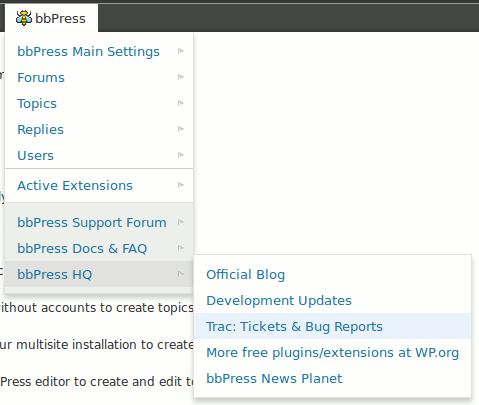 bbPress
bbPress Main Settings
Forums
Topics
Replies
Users
Active Extensions
bbPress Support Forum
bbPress Docs & FAQ
bbPress HQ
Official Blog
Development Updates
Trac: Tickets & Bug Reports
More free plugins/extensions at WP.org
bbPress News Planet
without accounts to create topics
ur multisite installation to create
Press editor to create and edit to